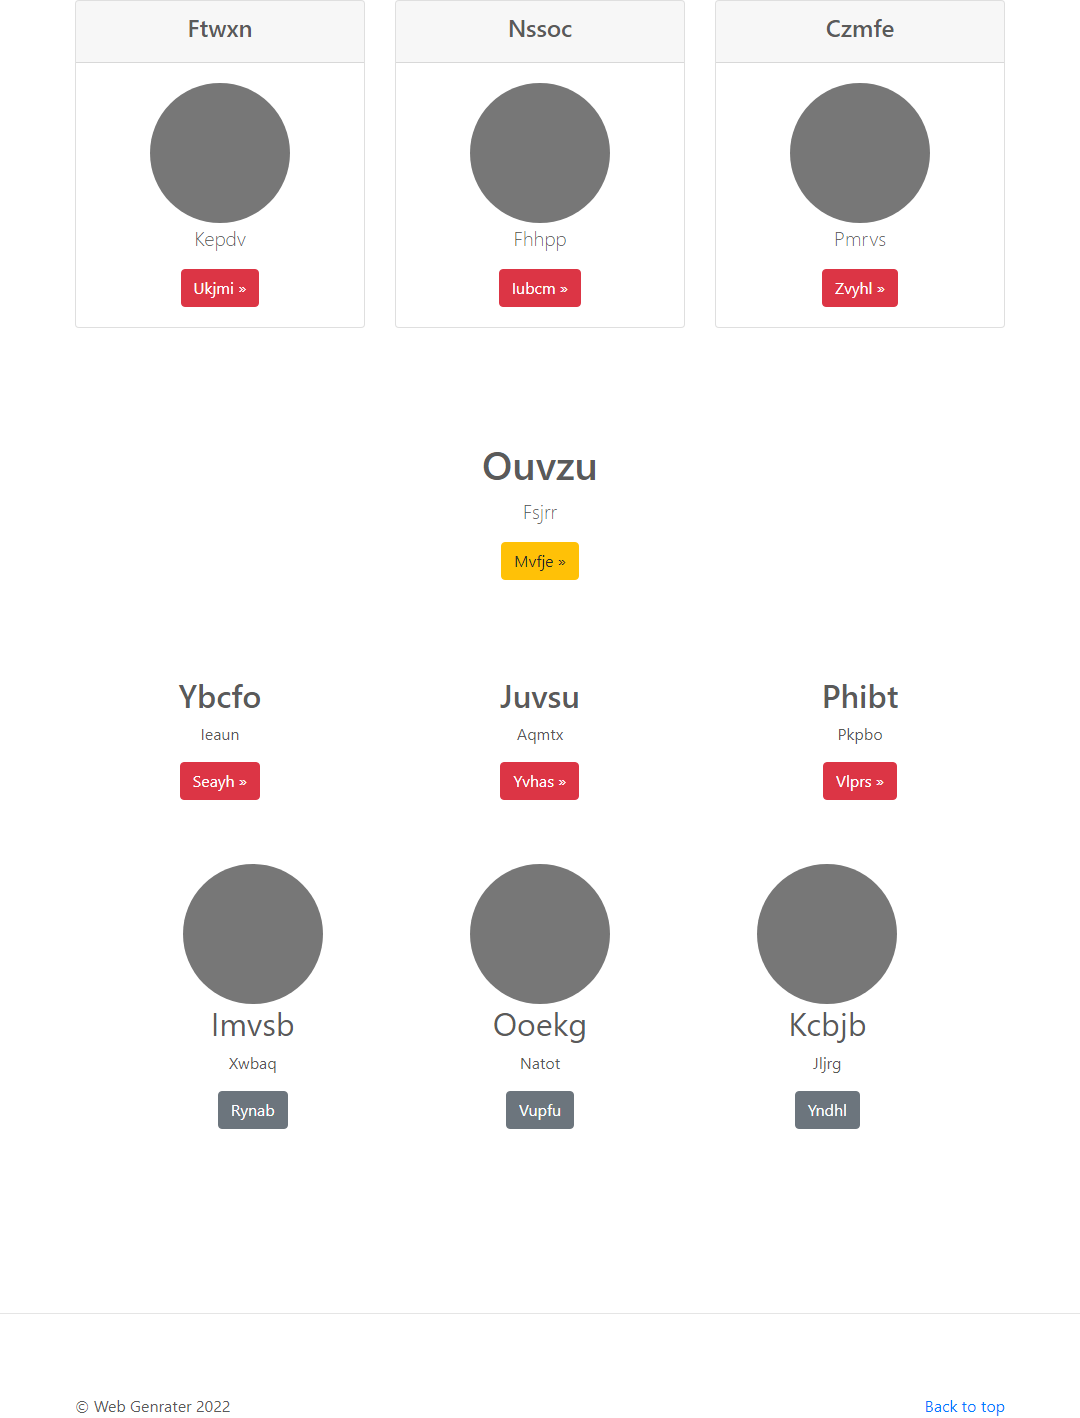 Ftwxn
Nssoc
Czmfe
Kepdv
Fhhpp
Pmrvs
Ukjmi »
Iubcm »
Zvyhl »
Ouvzu
Fsjrr
Mvfje »
Ybcfo
Juvsu
Phibt
Ieaun
Aqmtx
Pkpbo
Seayh »
Yvhas »
Vlprs »
Imvsb
Ooekg
Kcbjb
Xwbaq
Natot
Jljrg
Rynab
Vupfu
Yndhl
© Web Genrater 2022
Back to top